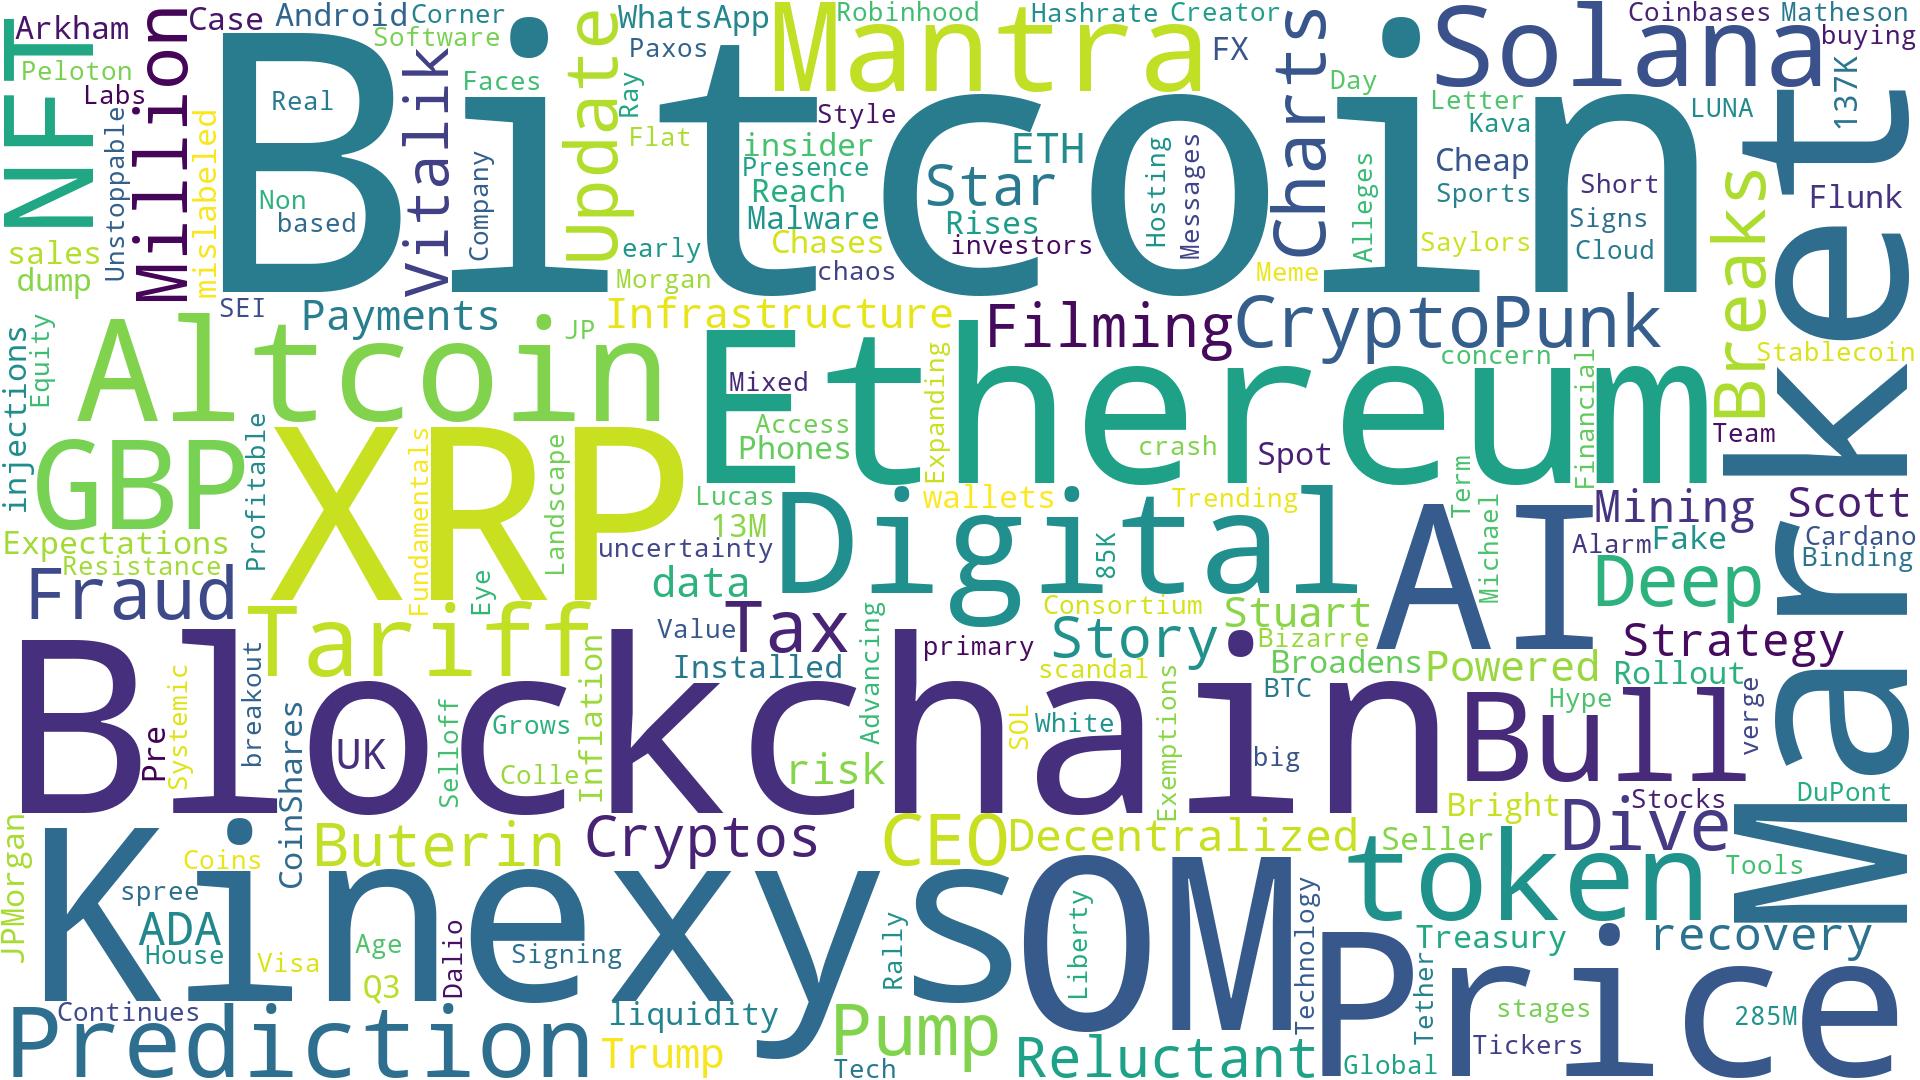 Arkham
Case
Android
Corner
Software
WhatsApp
Paxos
Mantra
Robinhood
Hashrate
Creator
FX
Solana
Coinbases
Matheson
buying
NFT
Peloton
Labs
Million
Unstoppable
mislabeled
Bitcoin
Real
Non
based
Vitalik
Faces
Company
Update
Ray
Flat
early
Morgan
Style
insider
Presence
Reach
Malware
Chases
chaos
ETH
Star
Rises
investors
Hosting
Messages
Meme
Charts
Day
Alleges
Letter
Kava
Cheap
Sports
Saylors
Short
Signs
Cloud
LUNA
137K
Flunk
Breaks
Market
sales
dump
SEI
Payments
JP
Infrastructure
Filming
CryptoPunk
concern
Stablecoin
injections
Equity
Altcoin
Ethereum
Mixed
Access
Phones
Expanding
crash
Spot
Financial
Team
GBP
Profitable
XRP
Fundamentals
Landscape
Lucas
13M
uncertainty
wallets
Trending
Term
Michael
Mining
Scott
Expectations
Resistance
Eye
data
Digital
85K
AI
Alarm
Fake
Cardano
Binding
Fraud
Tariff
Value
Tax
Installed
Advancing
primary
Consortium
Story
Stuart
Bizarre
Deep
Strategy
scandal
Broadens
Powered
Rollout
Blockchain
Pre
Systemic
breakout
CoinShares
UK
Selloff
Grows
Colle
Inflation
risk
SOL
White
Exemptions
BTC
big
Bull
Hype
verge
JPMorgan
Coins
Buterin
Cryptos
CEO
Decentralized
Seller
Bright
Dive
Stocks
DuPont
Tools
Kinexys
spree
ADA
House
Visa
Age
Q3
Dalio
Signing
Rally
OM
Liberty
Technology
token
Treasury
recovery
Price
Tether
stages
Tickers
285M
Continues
Prediction
liquidity
Trump
Pump
Tech
Reluctant
Global